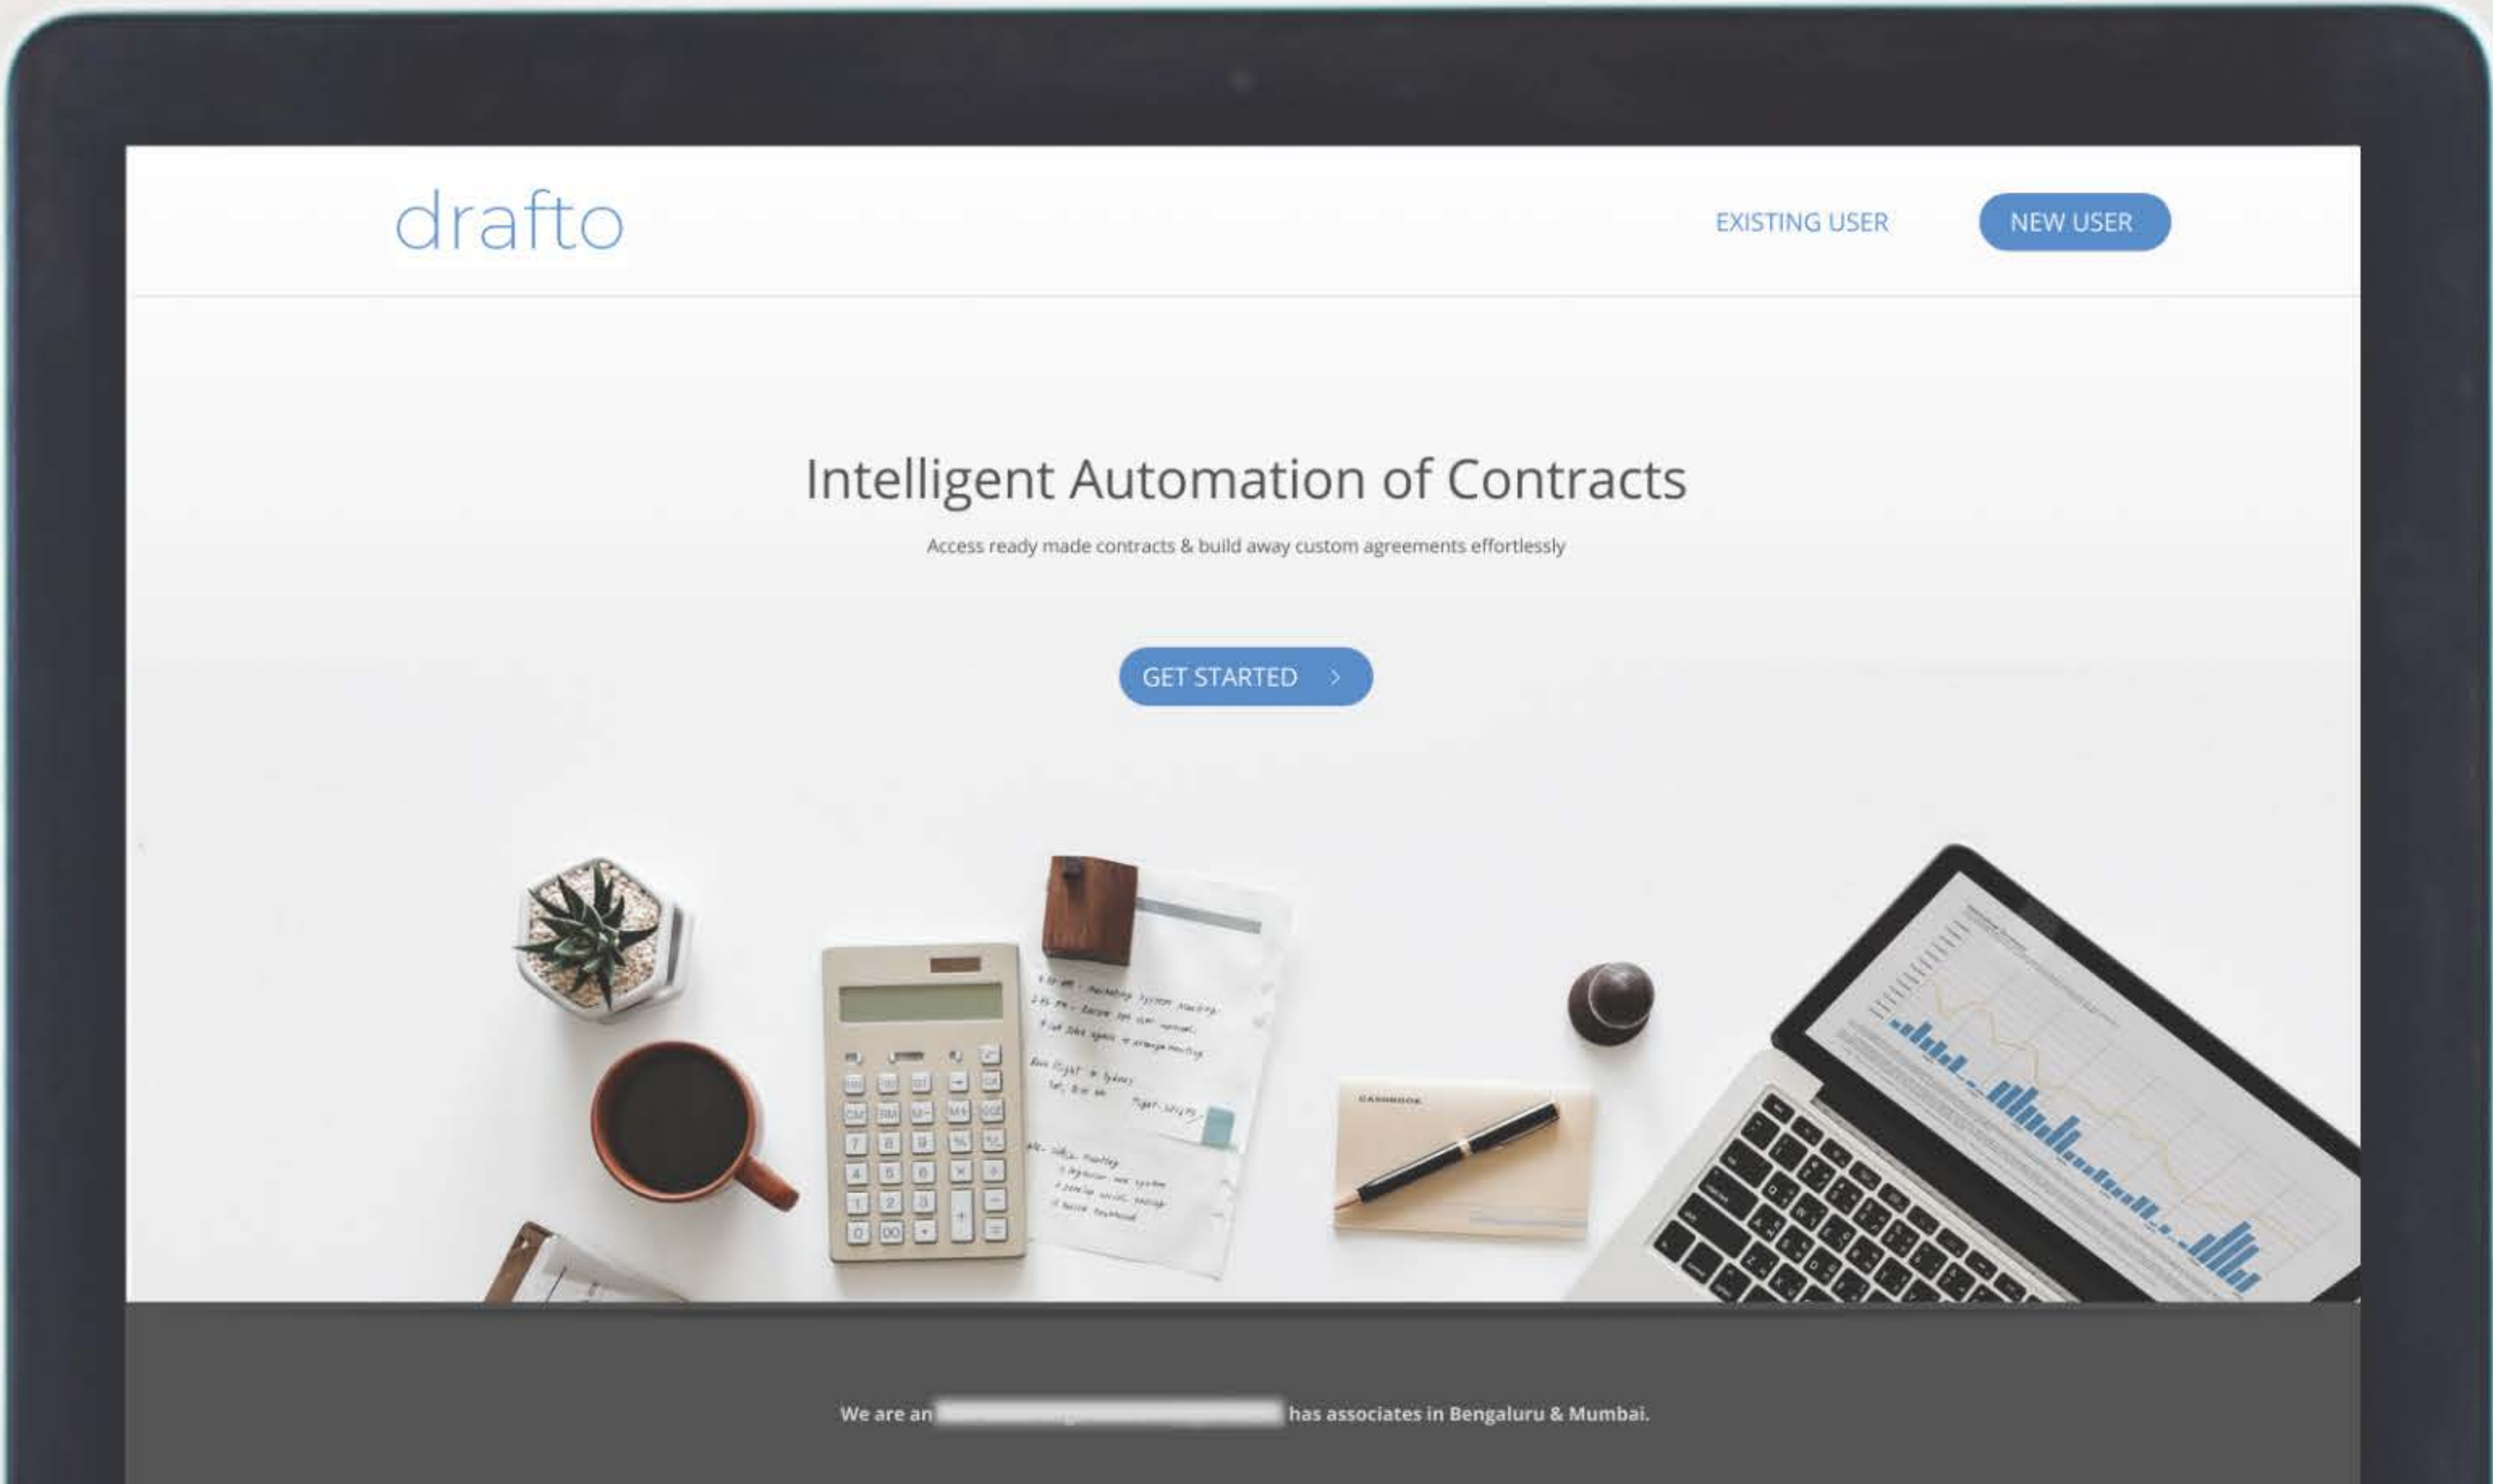 drafto
EXISTING USER
NEW USER
Intelligent Automation of Contracts
Access ready made contracts & build away custom agreements effortlessly
GET STARTED >
CASHBOOK
We are an
has associates in Bengaluru & Mumbai.